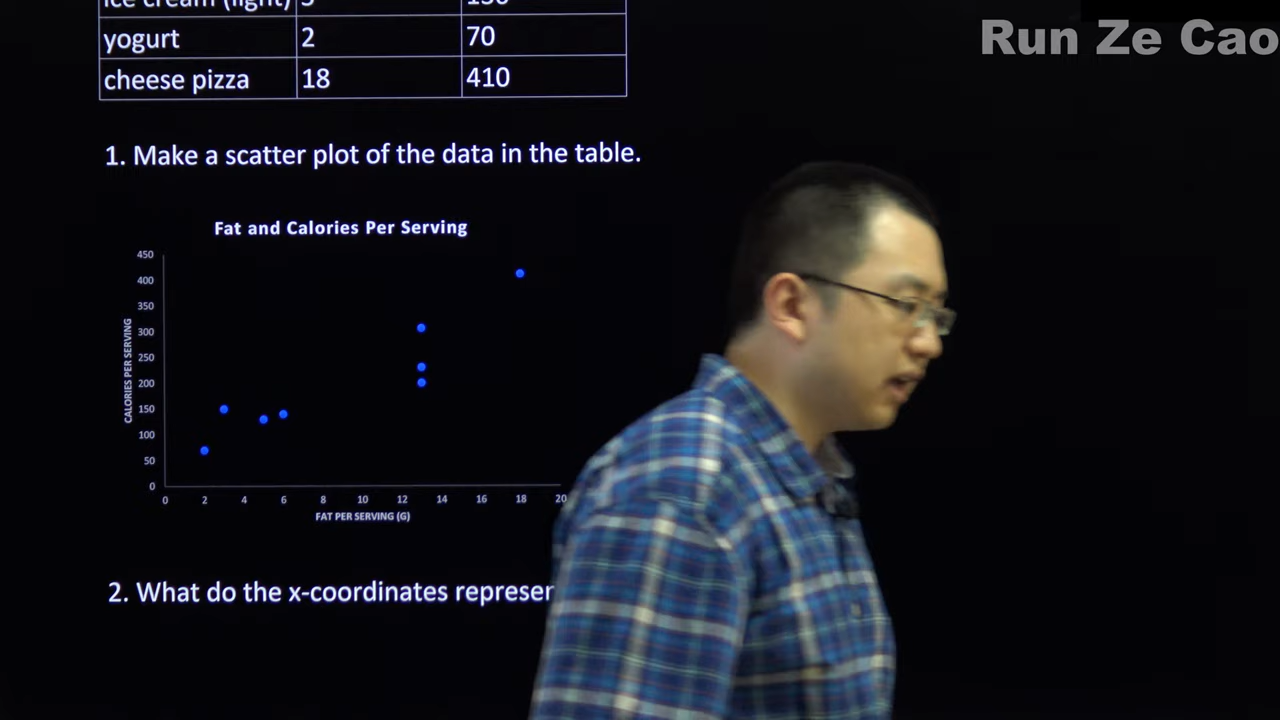 ice cream (light)
Run Ze Cao
yogurt 2 70
cheese pizza 18 410
1. Make a scatter plot of the data in the table.
Fat and Calories Per Serving
450
400
350
300
250
200
150
100
50
0
CALORIES PER SERVING
0 2 4 6 8 10 12 14 16 18 20
FAT PER SERVING (G)
2. What do the x-coordinates